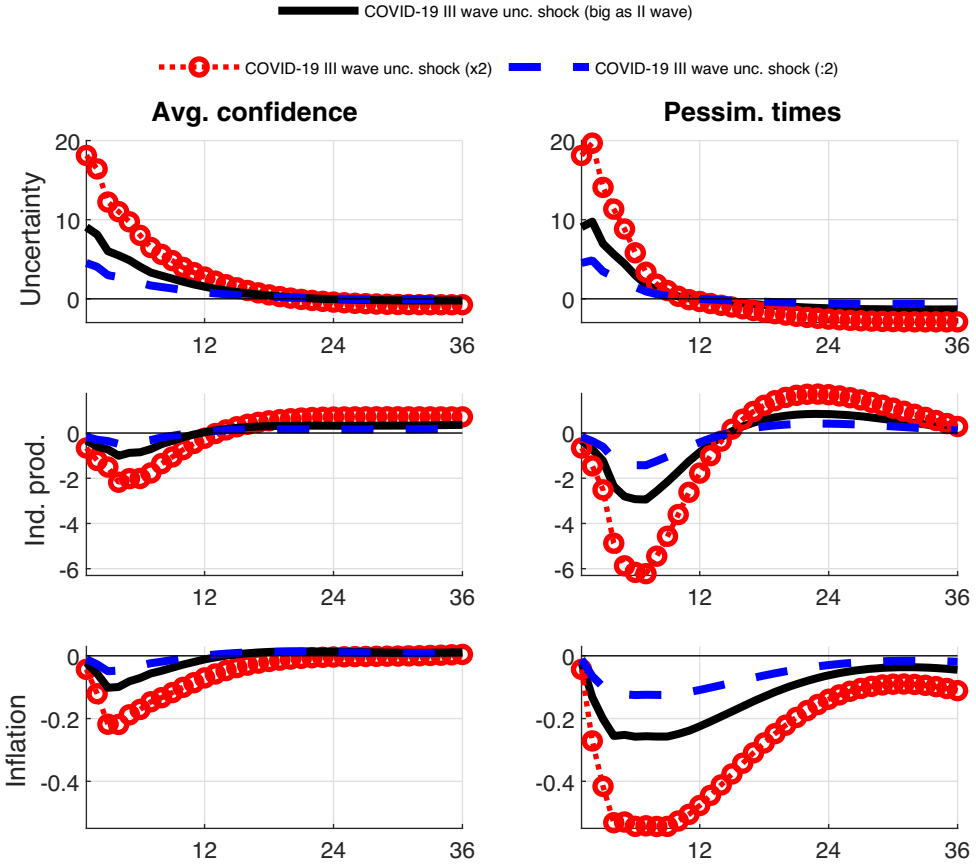 COVID-19 III wave unc. shock (big as II wave)
COVID-19 III wave unc. shock (x2) COVID-19 III wave unc. shock (:2)
Avg. confidence Pessim. times
Uncertainty
20
10
0
12 24 36
20
10
0
12 24 36
Ind. prod.
0
-2
-4
-6
12 24 36
0
-2
-4
-6
12 24 36
Inflation
0
-0.2
-0.4
12 24 36
0
-0.2
-0.4
12 24 36